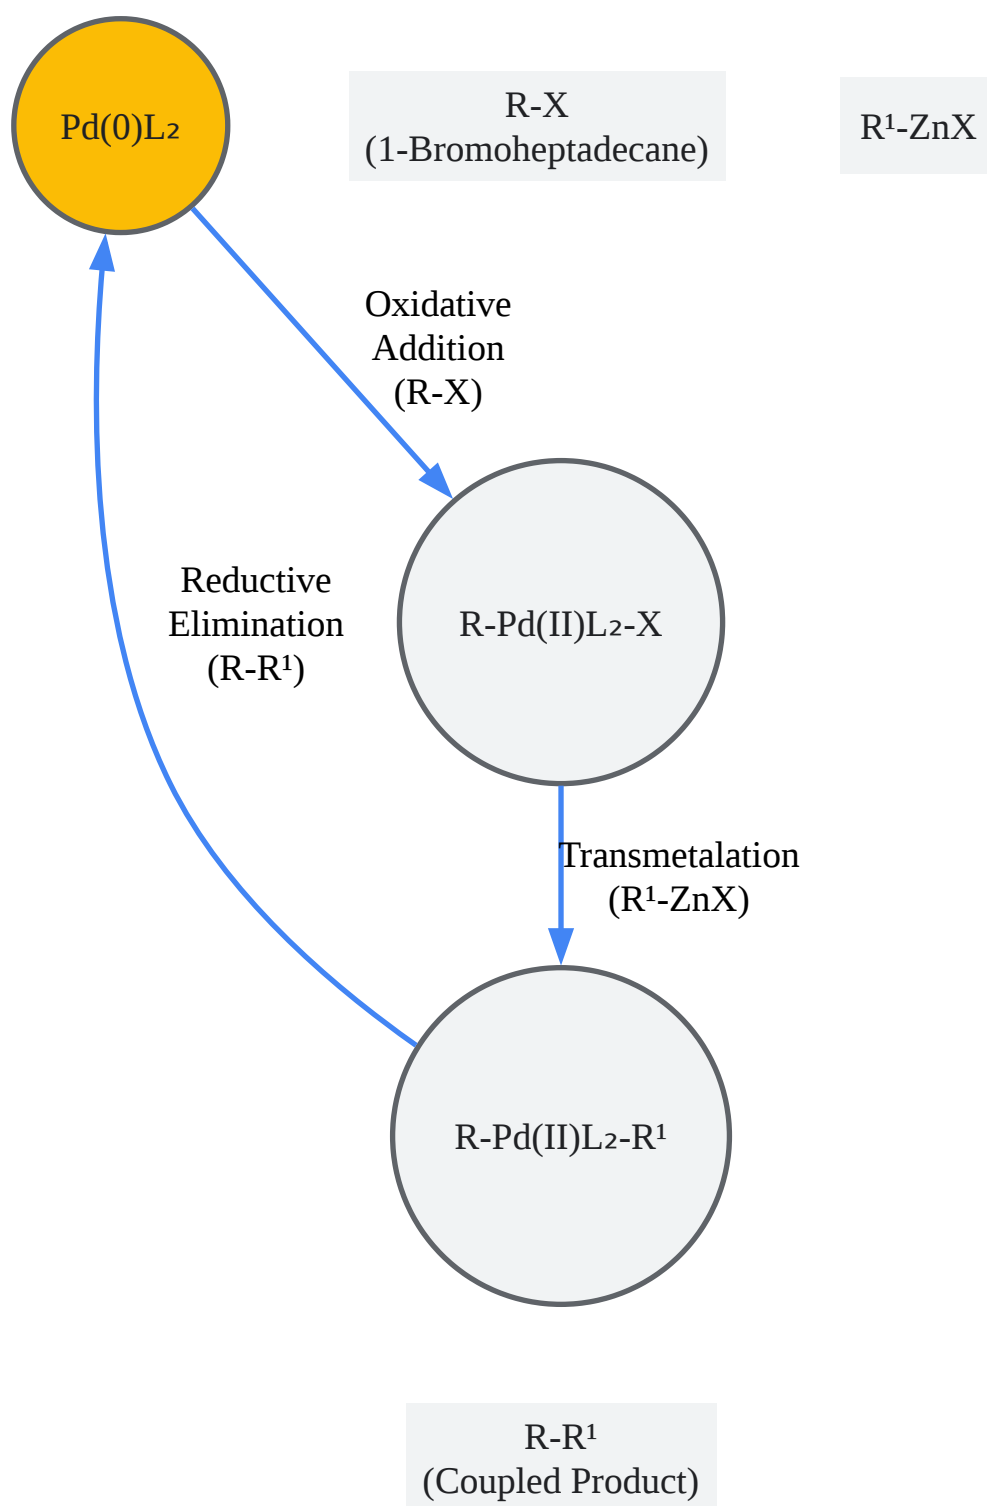 Pd(0)L₂
R-X
(1-Bromoheptadecane)
R¹-ZnX
Oxidative
Addition
(R-X)
Reductive
Elimination
(R-R¹)
R-Pd(II)L₂-X
Transmetalation
(R¹-ZnX)
R-Pd(II)L₂-R¹
R-R¹
(Coupled Product)